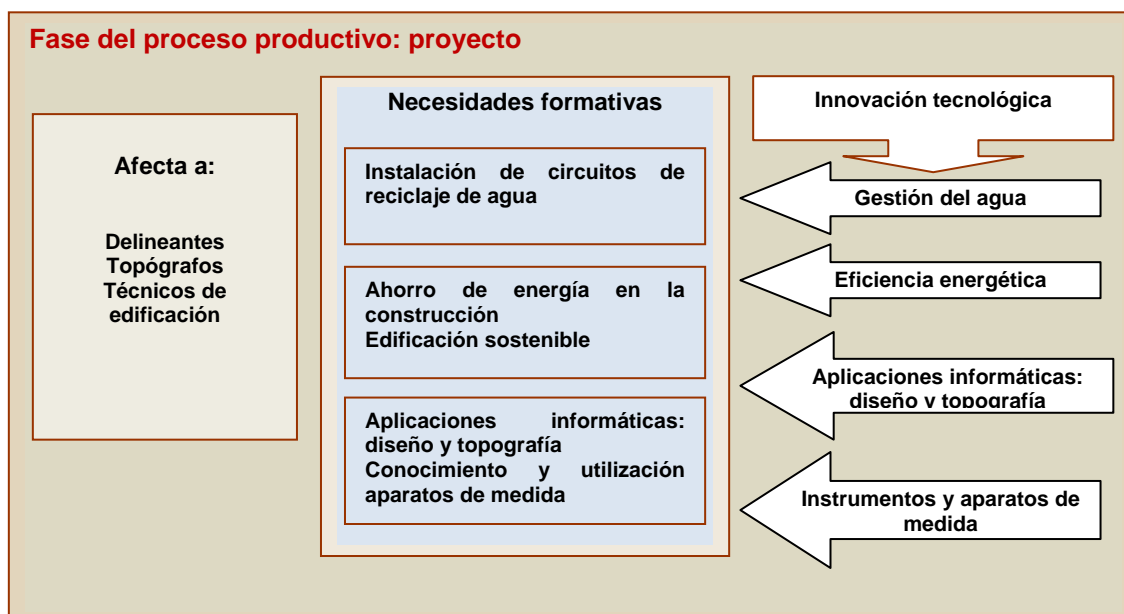 Fase del proceso productivo: proyecto
Afecta a:
Delineantes
Topógrafos
Técnicos de
edificación
Necesidades formativas
Instalación de circuitos de
reciclaje de agua
Ahorro de energía en la
construcción
Edificación sostenible
Aplicaciones informáticas:
diseño y topografía
Conocimiento y utilización
aparatos de medida
Innovación tecnológica
Gestión del agua
Eficiencia energética
Aplicaciones informáticas:
diseño y topografía
Instrumentos y aparatos de
medida